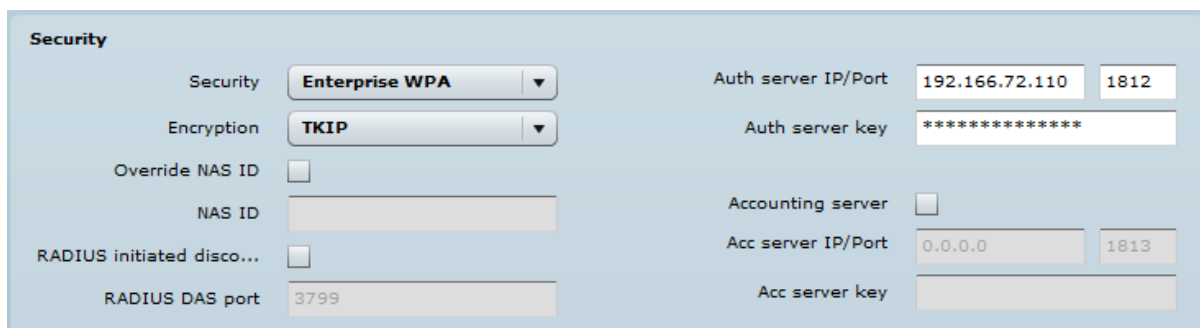 Security
Security Enterprise WPA
Encryption TKIP
Override NAS ID
NAS ID
RADIUS initiated disco...
RADIUS DAS port 3799
Auth server IP/Port 192.166.72.110 1812
Auth server key **************
Accounting server
Acc server IP/Port 0.0.0.0 1813
Acc server key